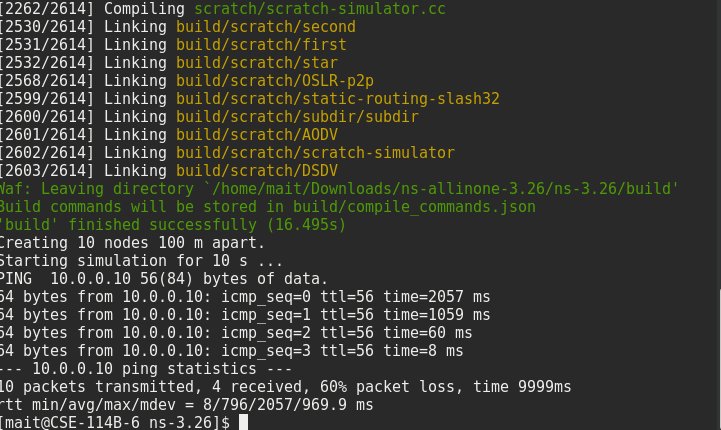 [2262/2614] Compiling scratch/scratch-simulator.cc
[2530/2614] Linking build/scratch/second
[2531/2614] Linking build/scratch/first
[2532/2614] Linking build/scratch/star
[2568/2614] Linking build/scratch/OSLR-p2p
[2599/2614] Linking build/scratch/static-routing-slash32
[2600/2614] Linking build/scratch/subdir/subdir
[2601/2614] Linking build/scratch/AODV
[2602/2614] Linking build/scratch/scratch-simulator
[2603/2614] Linking build/scratch/DSDV
Waf: Leaving directory `/home/mait/Downloads/ns-allinone-3.26/ns-3.26/build'
Build commands will be stored in build/compile_commands.json
'build' finished successfully (16.495s)
Creating 10 nodes 100 m apart.
Starting simulation for 10 s ...
PING  10.0.0.10 56(84) bytes of data.
64 bytes from 10.0.0.10: icmp_seq=0 ttl=56 time=2057 ms
64 bytes from 10.0.0.10: icmp_seq=1 ttl=56 time=1059 ms
64 bytes from 10.0.0.10: icmp_seq=2 ttl=56 time=60 ms
64 bytes from 10.0.0.10: icmp_seq=3 ttl=56 time=8 ms
--- 10.0.0.10 ping statistics ---
10 packets transmitted, 4 received, 60% packet loss, time 9999ms
rtt min/avg/max/mdev = 8/796/2057/969.9 ms
[mait@CSE-114B-6 ns-3.26]$